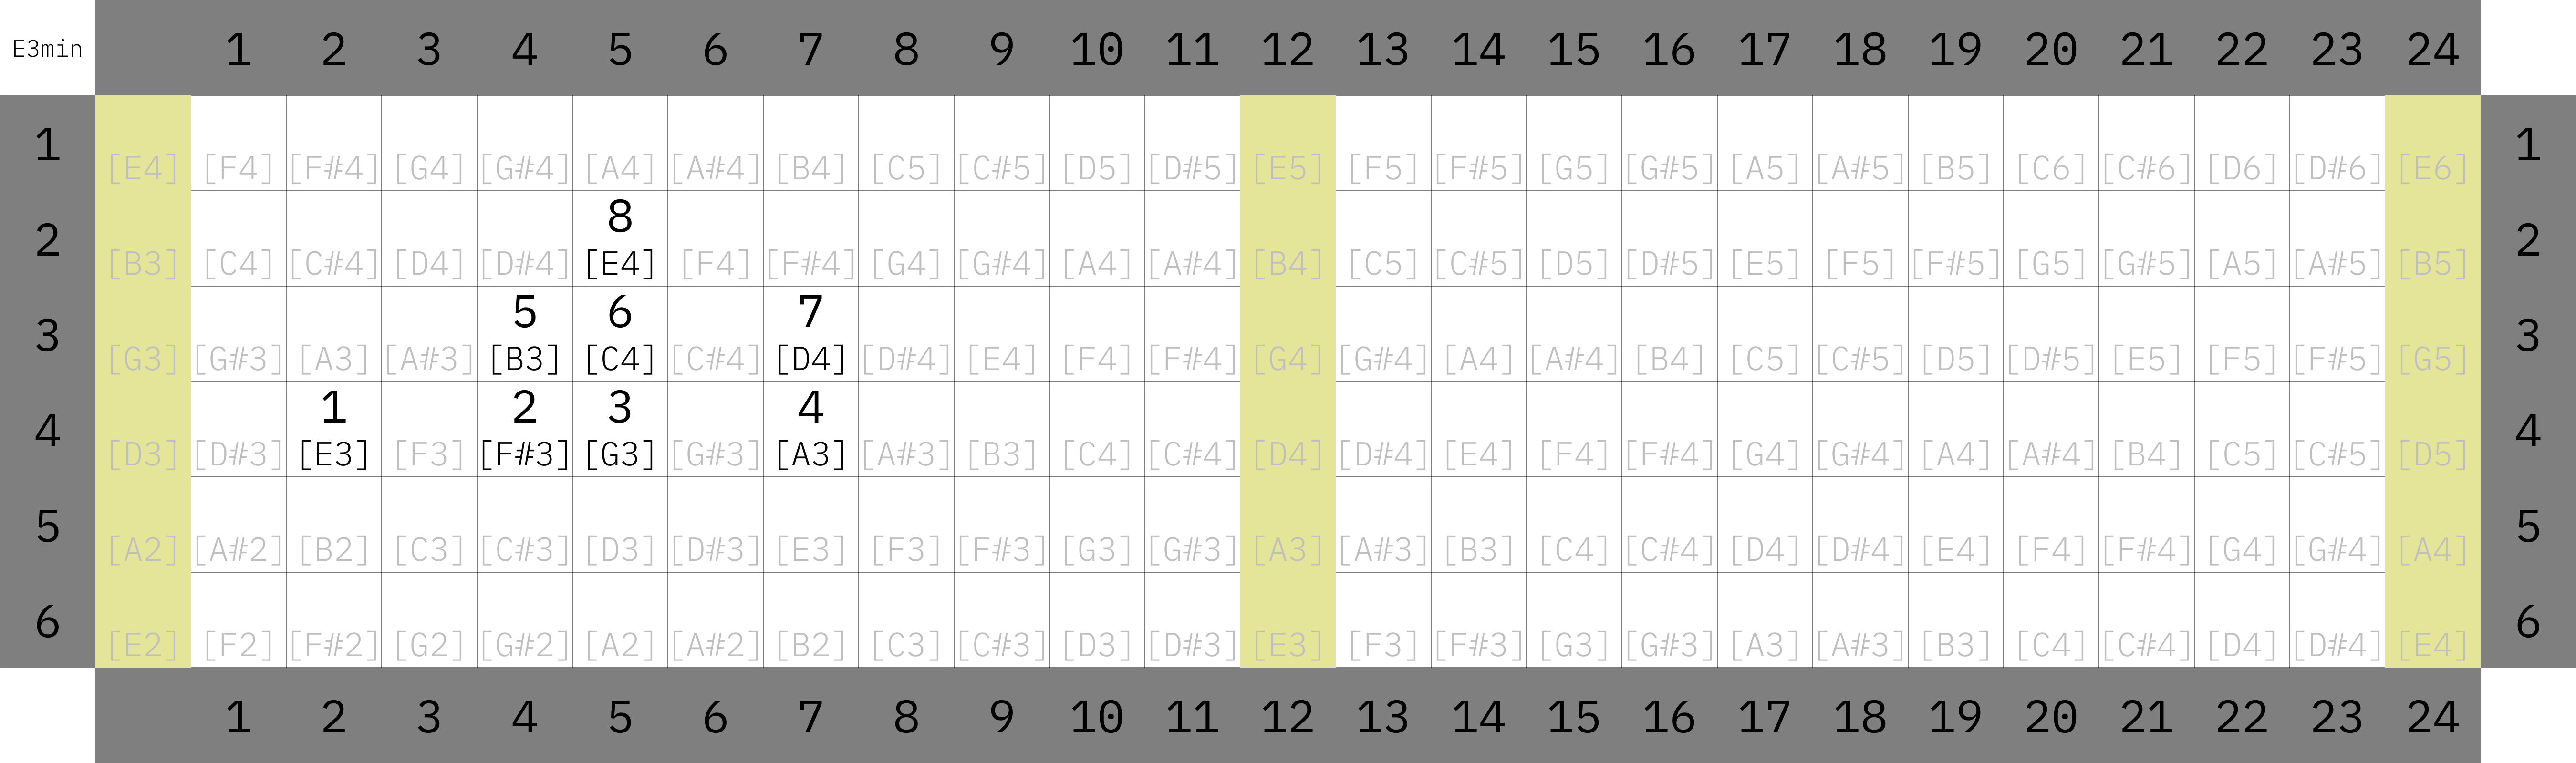 E3min 1 2 3 4 5 6 7 8 9 10 11 12 13 14 15 16 17 18 19 20 21 22 23 24
1 [E4] [F4] [F#4] [G4] [G#4] [A4] [A#4] [B4] [C5] [C#5] [D5] [D#5] [E5] [F5] [F#5] [G5] [G#5] [A5] [A#5] [B5] [C6] [C#6] [D6] [D#6] [E6] 1
8
2 [B3] [C4] [C#4] [D4] [D#4] [E4] [F4] [F#4] [G4] [G#4] [A4] [A#4] [B4] [C5] [C#5] [D5] [D#5] [E5] [F5] [F#5] [G5] [G#5] [A5] [A#5] [B5] 2
5 6 7
3 [G3] [G#3] [A3] [A#3] [B3] [C4] [C#4] [D4] [D#4] [E4] [F4] [F#4] [G4] [G#4] [A4] [A#4] [B4] [C5] [C#5] [D5] [D#5] [E5] [F5] [F#5] [G5] 3
1 2 3 4
4 [D3] [D#3] [E3] [F3] [F#3] [G3] [G#3] [A3] [A#3] [B3] [C4] [C#4] [D4] [D#4] [E4] [F4] [F#4] [G4] [G#4] [A4] [A#4] [B4] [C5] [C#5] [D5] 4
5 [A2] [A#2] [B2] [C3] [C#3] [D3] [D#3] [E3] [F3] [F#3] [G3] [G#3] [A3] [A#3] [B3] [C4] [C#4] [D4] [D#4] [E4] [F4] [F#4] [G4] [G#4] [A4] 5
6 [E2] [F2] [F#2] [G2] [G#2] [A2] [A#2] [B2] [C3] [C#3] [D3] [D#3] [E3] [F3] [F#3] [G3] [G#3] [A3] [A#3] [B3] [C4] [C#4] [D4] [D#4] [E4] 6
1 2 3 4 5 6 7 8 9 10 11 12 13 14 15 16 17 18 19 20 21 22 23 24